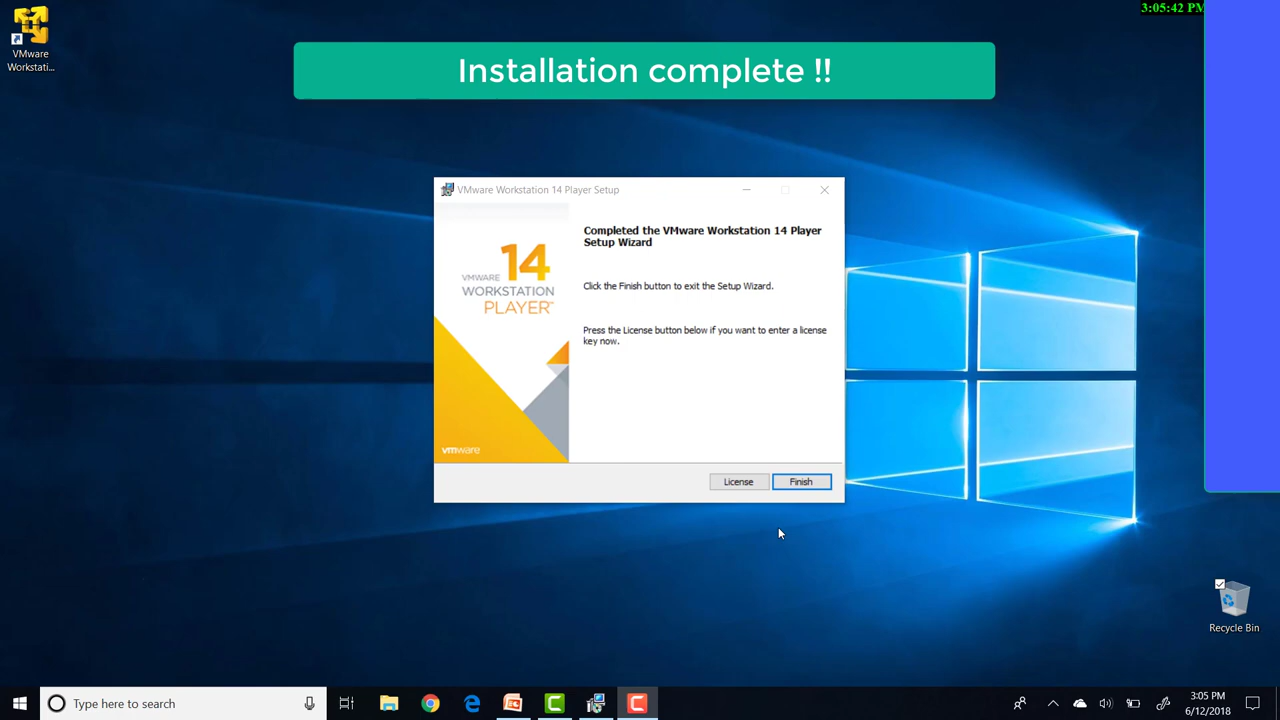 3:05:42 PM
VMware
Workstati...
Installation complete !!
VMware Workstation 14 Player Setup
Completed the VMware Workstation 14 Player
Setup Wizard
14
VMWARE
WORKSTATION
PLAYER™
Click the Finish button to exit the Setup Wizard.
Press the License button below if you want to enter a license
key now.
vmware
License
Finish
Recycle Bin
Type here to search
3:05 PM
6/12/2018